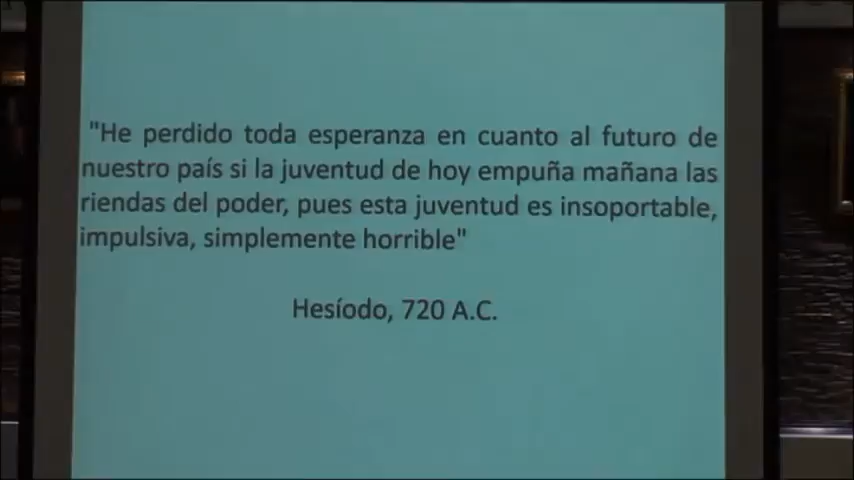 "He perdido toda esperanza en cuanto al futuro de
nuestro país si la juventud de hoy empuña mañana las
riendas del poder, pues esta juventud es insoportable,
impulsiva, simplemente horrible"
Hesíodo, 720 A.C.